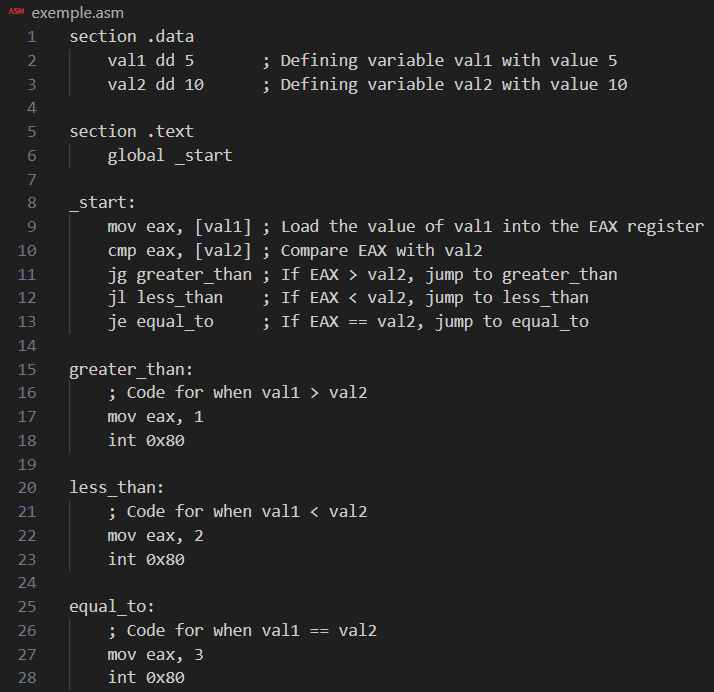 ASM exemple.asm
1 section .data
2     val1 dd 5       ; Defining variable val1 with value 5
3     val2 dd 10      ; Defining variable val2 with value 10
4
5 section .text
6     global _start
7
8 _start:
9     mov eax, [val1] ; Load the value of val1 into the EAX register
10     cmp eax, [val2] ; Compare EAX with val2
11     jg greater_than ; If EAX > val2, jump to greater_than
12     jl less_than    ; If EAX < val2, jump to less_than
13     je equal_to     ; If EAX == val2, jump to equal_to
14
15 greater_than:
16     ; Code for when val1 > val2
17     mov eax, 1
18     int 0x80
19
20 less_than:
21     ; Code for when val1 < val2
22     mov eax, 2
23     int 0x80
24
25 equal_to:
26     ; Code for when val1 == val2
27     mov eax, 3
28     int 0x80